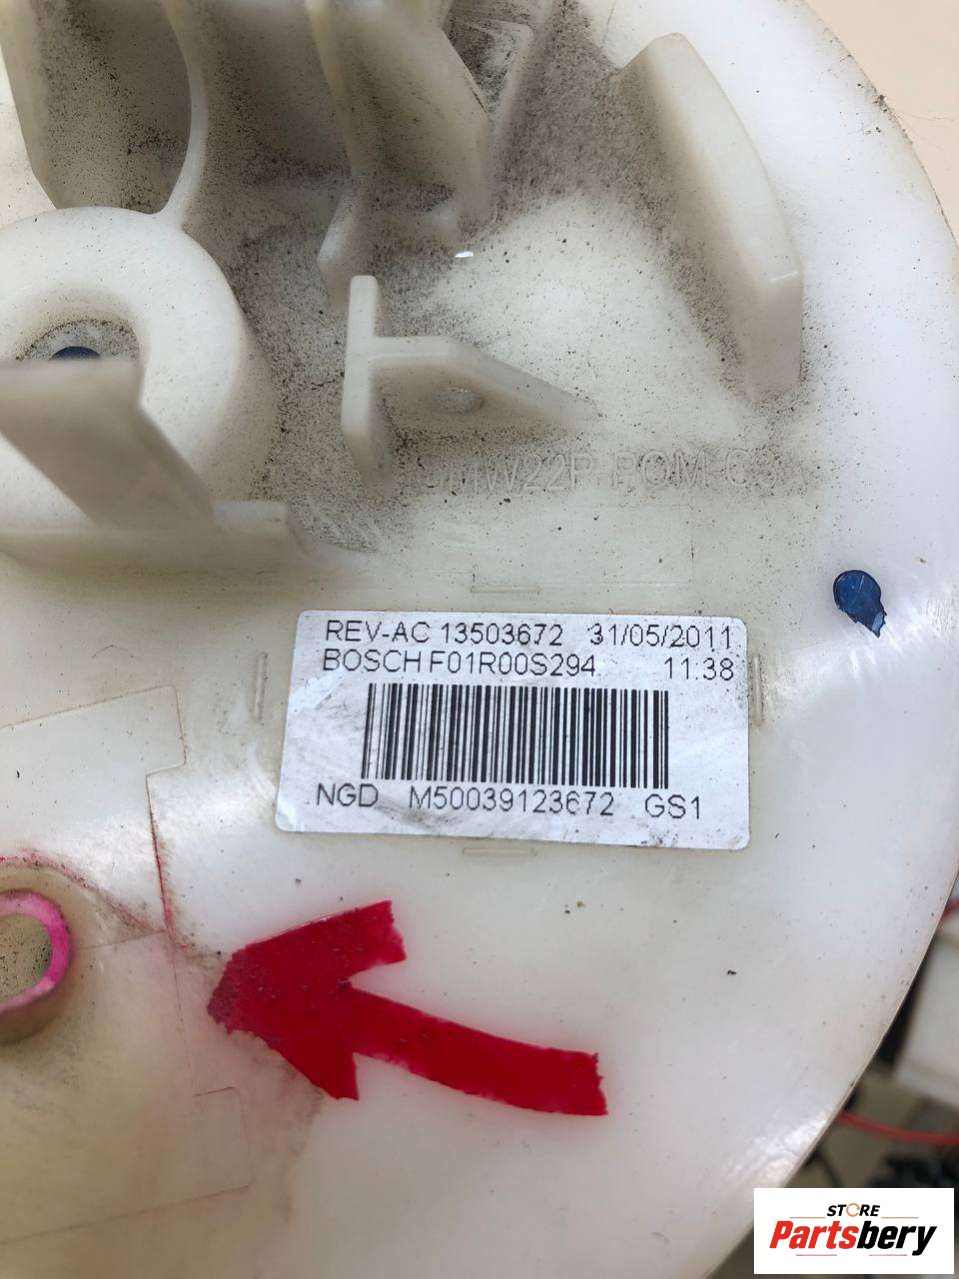 REV-AC 13503672 31/05/2011
BOSCH F01R00S294 11.38
NGD M50039123672 GS1
STORE
Partsbery